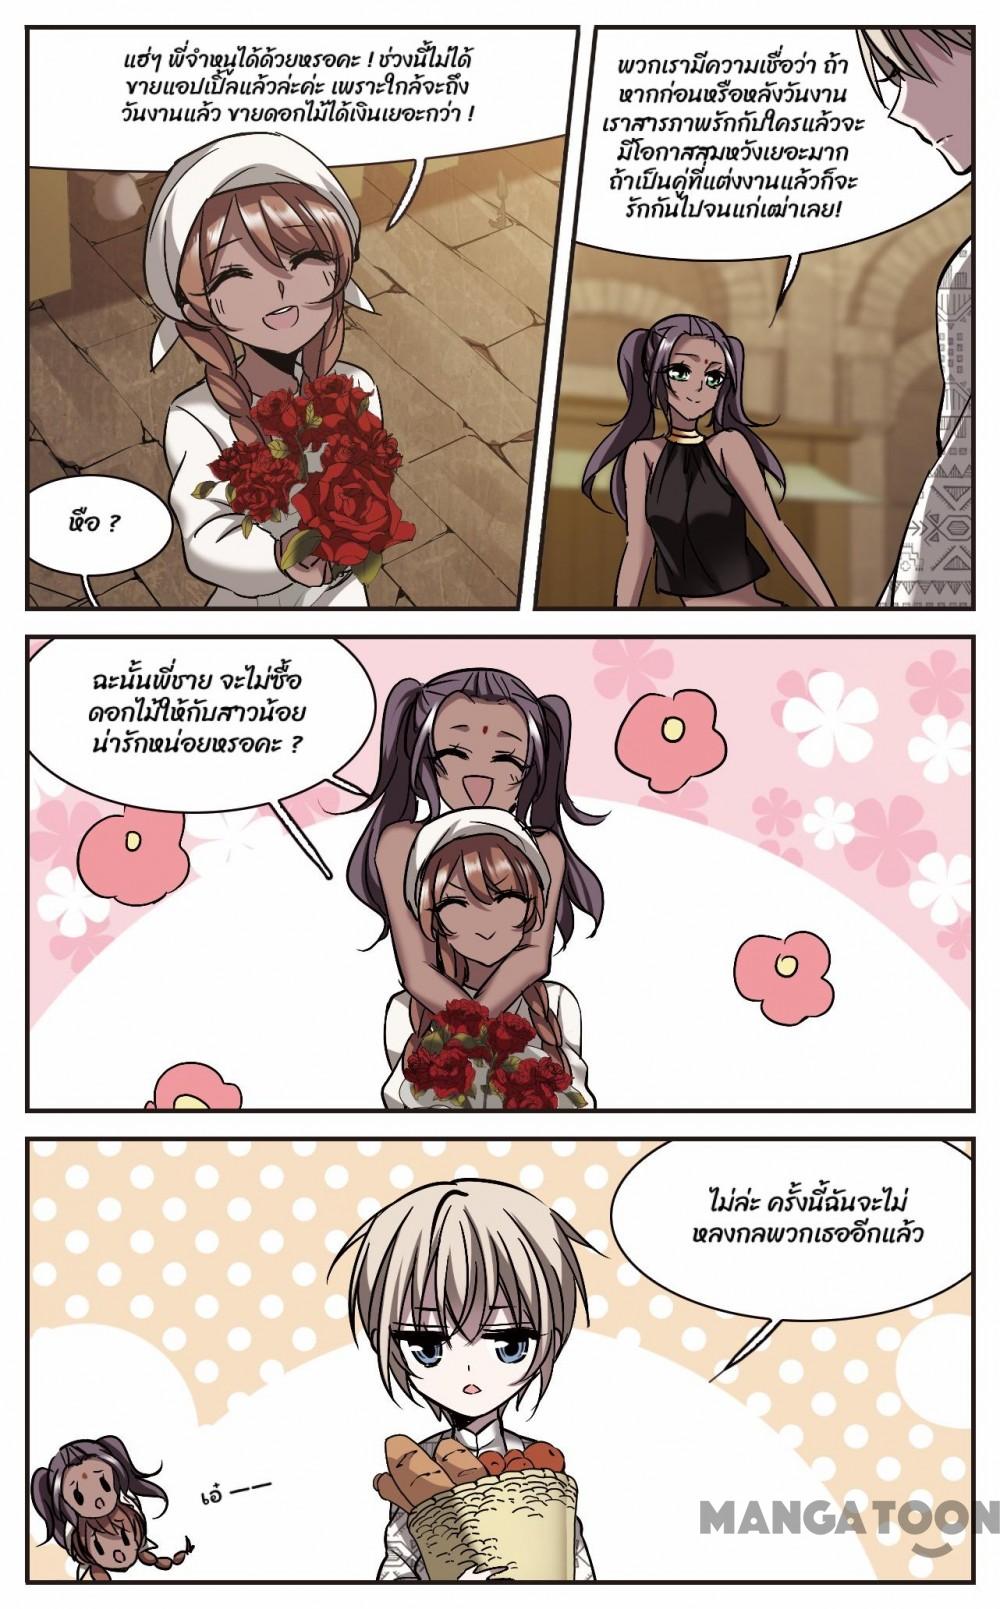 แฮ่ๆ พี่จำหนูได้ด้วยหรอคะ ! ช่วงนี้ไม่ได้
ขายแอปเปิ้ลแล้วล่ะค่ะ เพราะใกล้จะถึง
วันงานแล้ว ขายดอกไม้ได้เงินเยอะกว่า !
หือ ?
พวกเรามีความเชื่อว่า ถ้า
หากก่อนหรือหลังวันงาน
เราสารภาพรักกับใครแล้วจะ
มีโอกาสสมหวังเยอะมาก
ถ้าเป็นคู่ที่แต่งงานแล้วก็จะ
รักกันไปจนแก่เฒ่าเลย!
ฉะนั้นพี่ชาย จะไม่ซื้อ
ดอกไม้ให้กับสาวน้อย
น่ารักหน่อยหรอคะ ?
ไม่ล่ะ ครั้งนี้ฉันจะไม่
หลงกลพวกเธออีกแล้ว
เอ๋ ——
MANGATOON